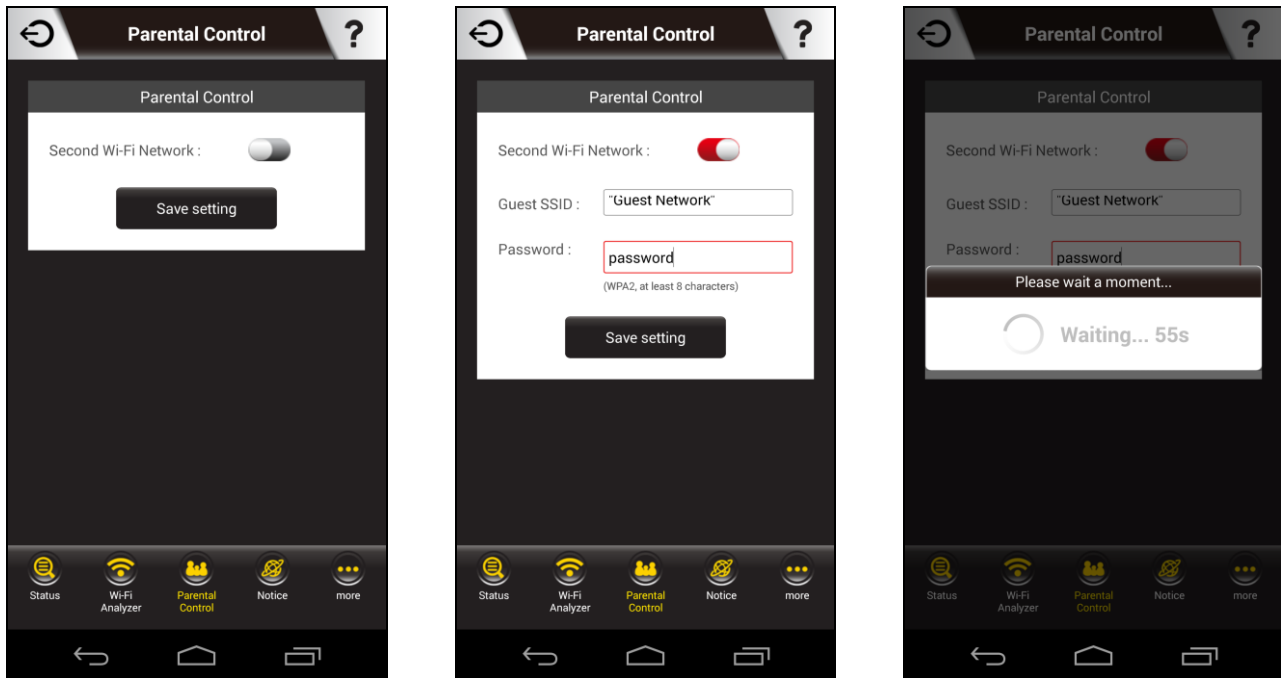 Parental Control
?
Parental Control
Second Wi-Fi Network :
Save setting
Status
Wi-Fi
Analyzer
Parental
Control
Notice
more
Parental Control
?
Parental Control
Second Wi-Fi Network :
Guest SSID :
"Guest Network"
Password :
password
(WPA2, at least 8 characters)
Save setting
Status
Wi-Fi
Analyzer
Parental
Control
Notice
more
Parental Control
?
Parental Control
Second Wi-Fi Network :
Guest SSID :
"Guest Network"
Password :
password
Please wait a moment...
Waiting... 55s
Status
Wi-Fi
Analyzer
Parental
Control
Notice
more